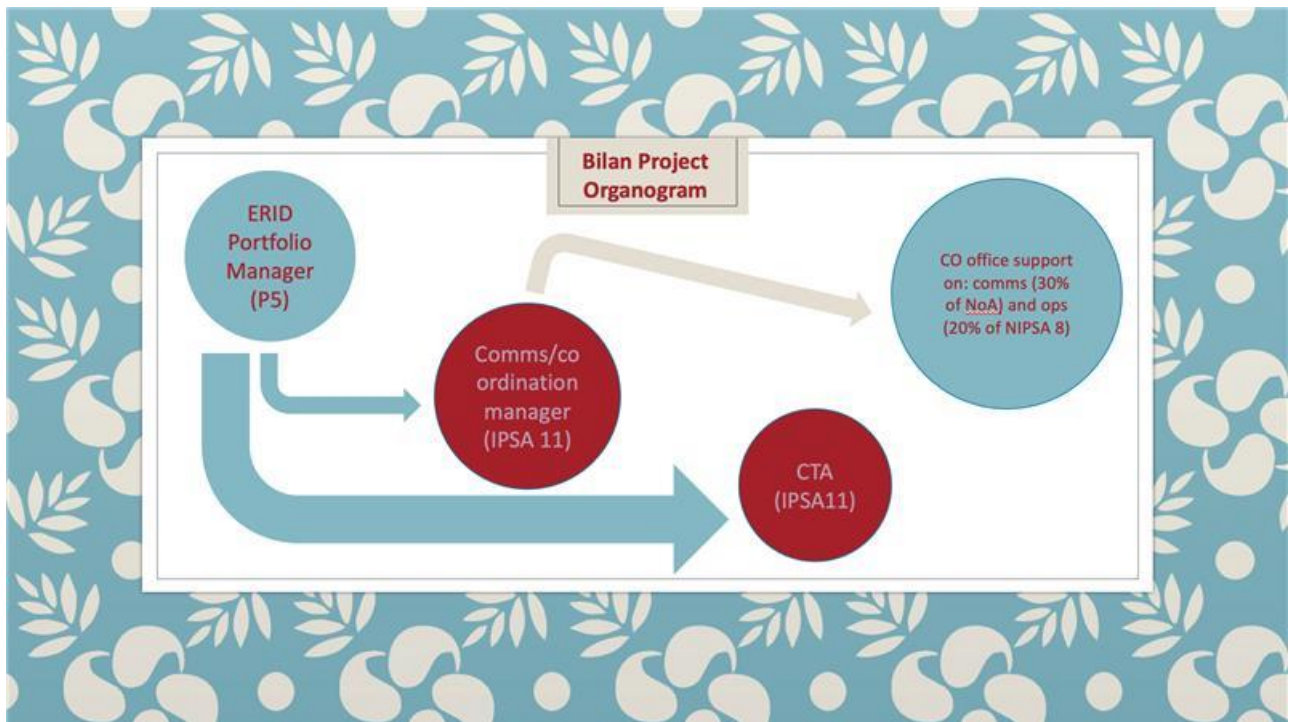 Bilan Project
Organogram
ERID
Portfolio
Manager
(P5)
Comms/co
ordination
manager
(IPSA 11)
CTA
(IPSA11)
CO office support
on: comms (30%
of NoA) and ops
(20% of NIPSA 8)